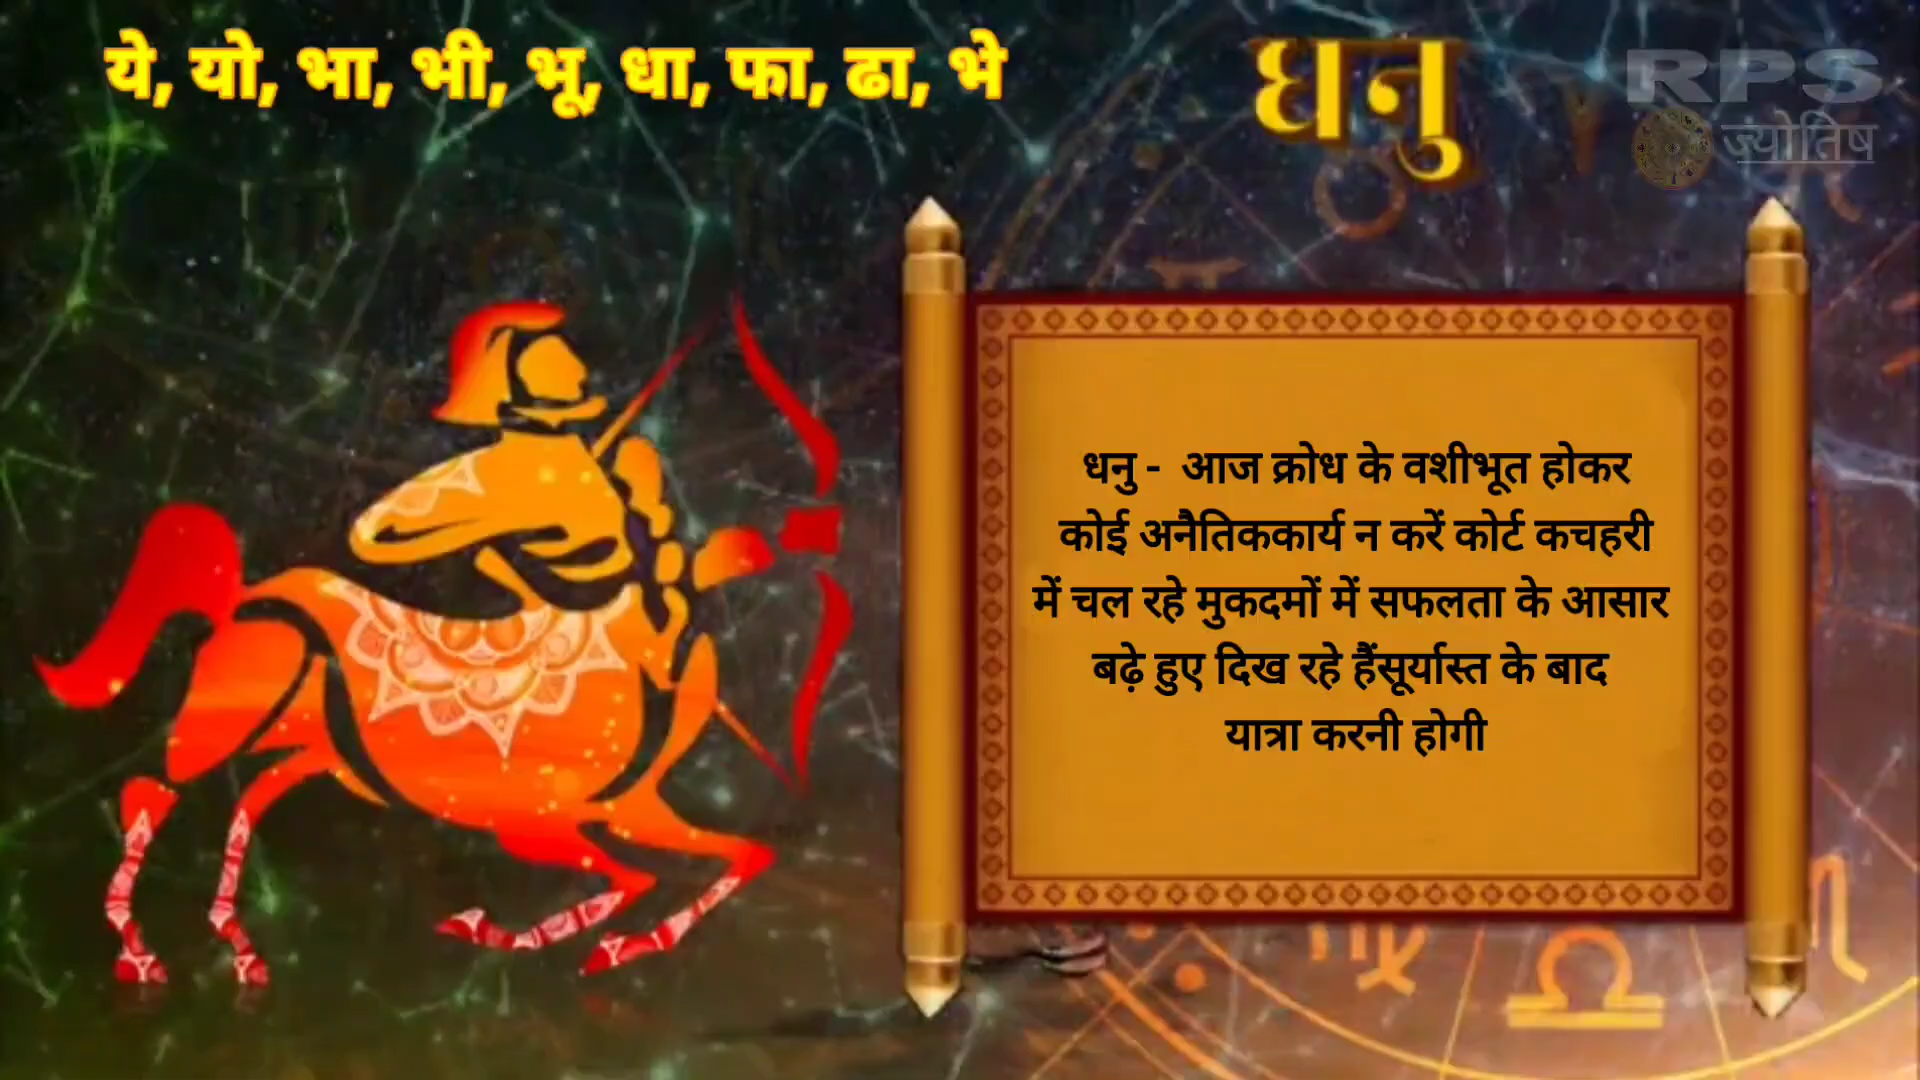 ये, यो, भा, भी, भू, धा, फा, ढा, भे
धनु
RPS
ज्योतिष
धनु - आज क्रोध के वशीभूत होकर
कोई अनैतिककार्य न करें कोर्ट कचहरी
में चल रहे मुकदमों में सफलता के आसार
बढ़े हुए दिख रहे हैंसूर्यास्त के बाद
यात्रा करनी होगी